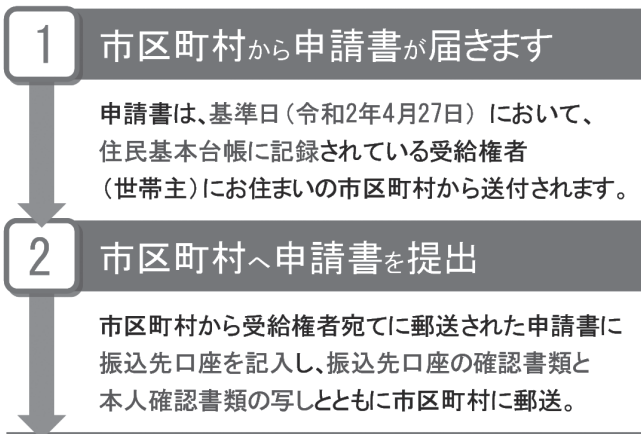 1 市区町村から申請書が届きます
申請書は、基準日（令和2年4月27日）において、
住民基本台帳に記録されている受給権者
（世帯主）にお住まいの市区町村から送付されます。
2 市区町村へ申請書を提出
市区町村から受給権者宛てに郵送された申請書に
振込先口座を記入し、振込先口座の確認書類と
本人確認書類の写しとともに市区町村に郵送。